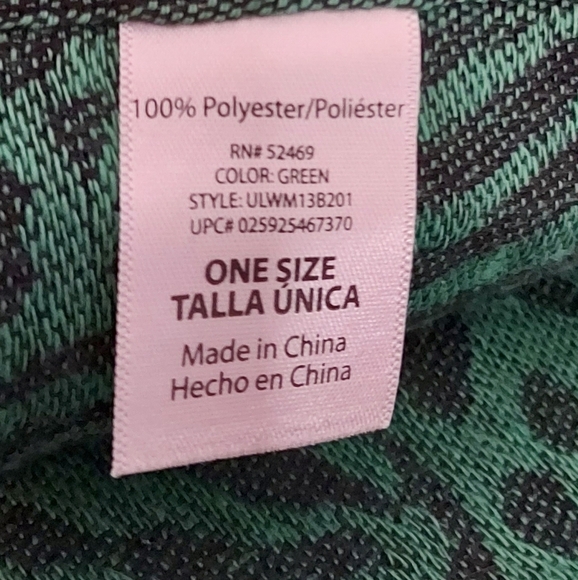 100% Polyester/Poliéster
RN# 52469
COLOR: GREEN
STYLE: ULWM13B201
UPC# 025925467370
ONE SIZE
TALLA ÚNICA
Made in China
Hecho en China